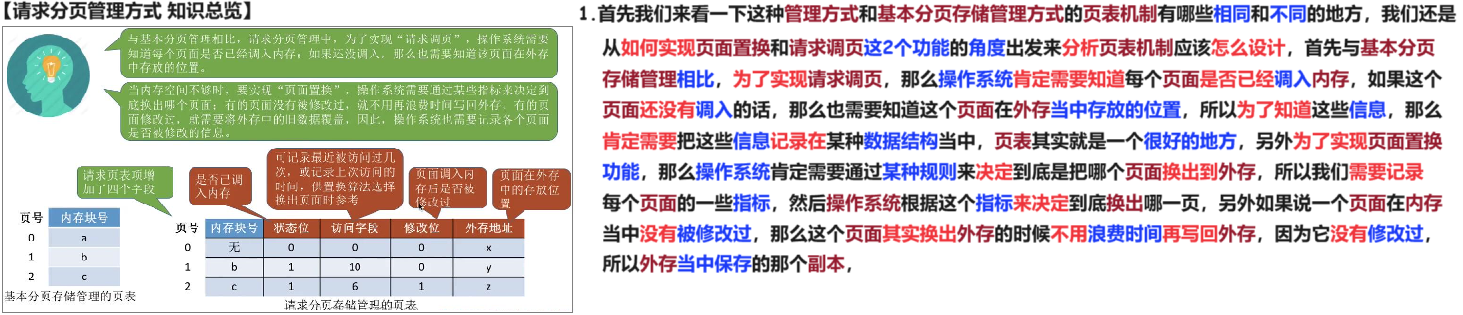 【请求分页管理方式 知识总览】
与基本分页管理相比，请求分页管理中，为了实现“请求调页”，操作系统需要
知道每个页面是否已经调入内存；如果还没调入，那么也需要知道该页面在外存
中存放的位置。
当内存空间不够时，要实现“页面置换”，操作系统需要通过某些指标来决定到
底换出哪个页面；有的页面没有被修改过，就不用再浪费时间写回外存。有的页
面修改过，就需要将外存中的旧数据覆盖，因此，操作系统也需要记录各个页面
是否被修改的信息。
请求页表项增
加了四个字段
是否已调
入内存
可记录最近被访问过几
次，或记录上次访问的
时间，供置换算法选择
换出页面时参考
页面调入内
存后是否被
修改过
页面在外存
中的存放位
置
页号 内存块号
0 a
1 b
2 c
基本分页存储管理的页表
页号 内存块号 状态位 访问字段 修改位 外存地址
0 无 0 0 0 x
1 b 1 10 0 y
2 c 1 6 1 z
请求分页存储管理的页表
1.首先我们来看一下这种管理方式和基本分页存储管理方式的页表机制有哪些相同和不同的地方，我们还是
从如何实现页面置换和请求调页这2个功能的角度出发来分析页表机制应该怎么设计，首先与基本分页
存储管理相比，为了实现请求调页，那么操作系统肯定需要知道每个页面是否已经调入内存，如果这个
页面还没有调入的话，那么也需要知道这个页面在外存当中存放的位置，所以为了知道这些信息，那么
肯定需要把这些信息记录在某种数据结构当中，页表其实就是一个很好的地方，另外为了实现页面置换
功能，那么操作系统肯定需要通过某种规则来决定到底是把哪个页面换出到外存，所以我们需要记录
每个页面的一些指标，然后操作系统根据这个指标来决定到底换出哪一页，另外如果说一个页面在内存
当中没有被修改过，那么这个页面其实换出外存的时候不用浪费时间再写回外存，因为它没有修改过，
所以外存当中保存的那个副本，